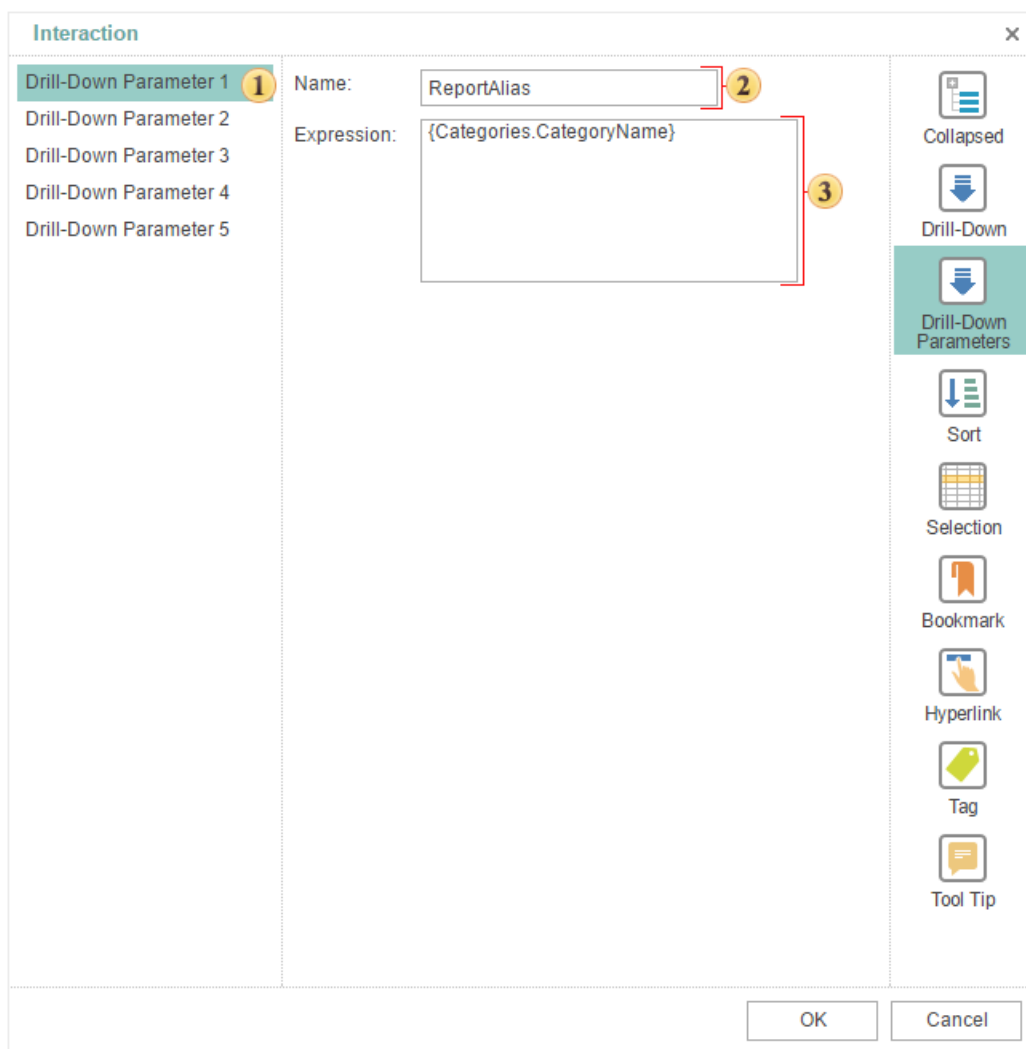 Interaction
Drill-Down Parameter 1
1
Drill-Down Parameter 2
Drill-Down Parameter 3
Drill-Down Parameter 4
Drill-Down Parameter 5
Name:
ReportAlias
2
Expression:
{Categories.CategoryName}
3
Collapsed
Drill-Down
Drill-Down
Parameters
Sort
Selection
Bookmark
Hyperlink
Tag
Tool Tip
OK
Cancel